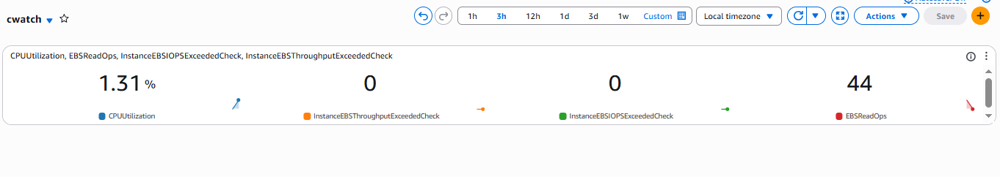 cwatch
1h 3h 12h 1d 3d 1w Custom Local timezone Actions Save
CPUUtilization, EBSReadOps, InstanceEBSIOPSExceededCheck, InstanceEBSThroughputExceededCheck
1.31 % 0 0 44
CPUUtilization InstanceEBSThroughputExceededCheck InstanceEBSIOPSExceededCheck EBSReadOps